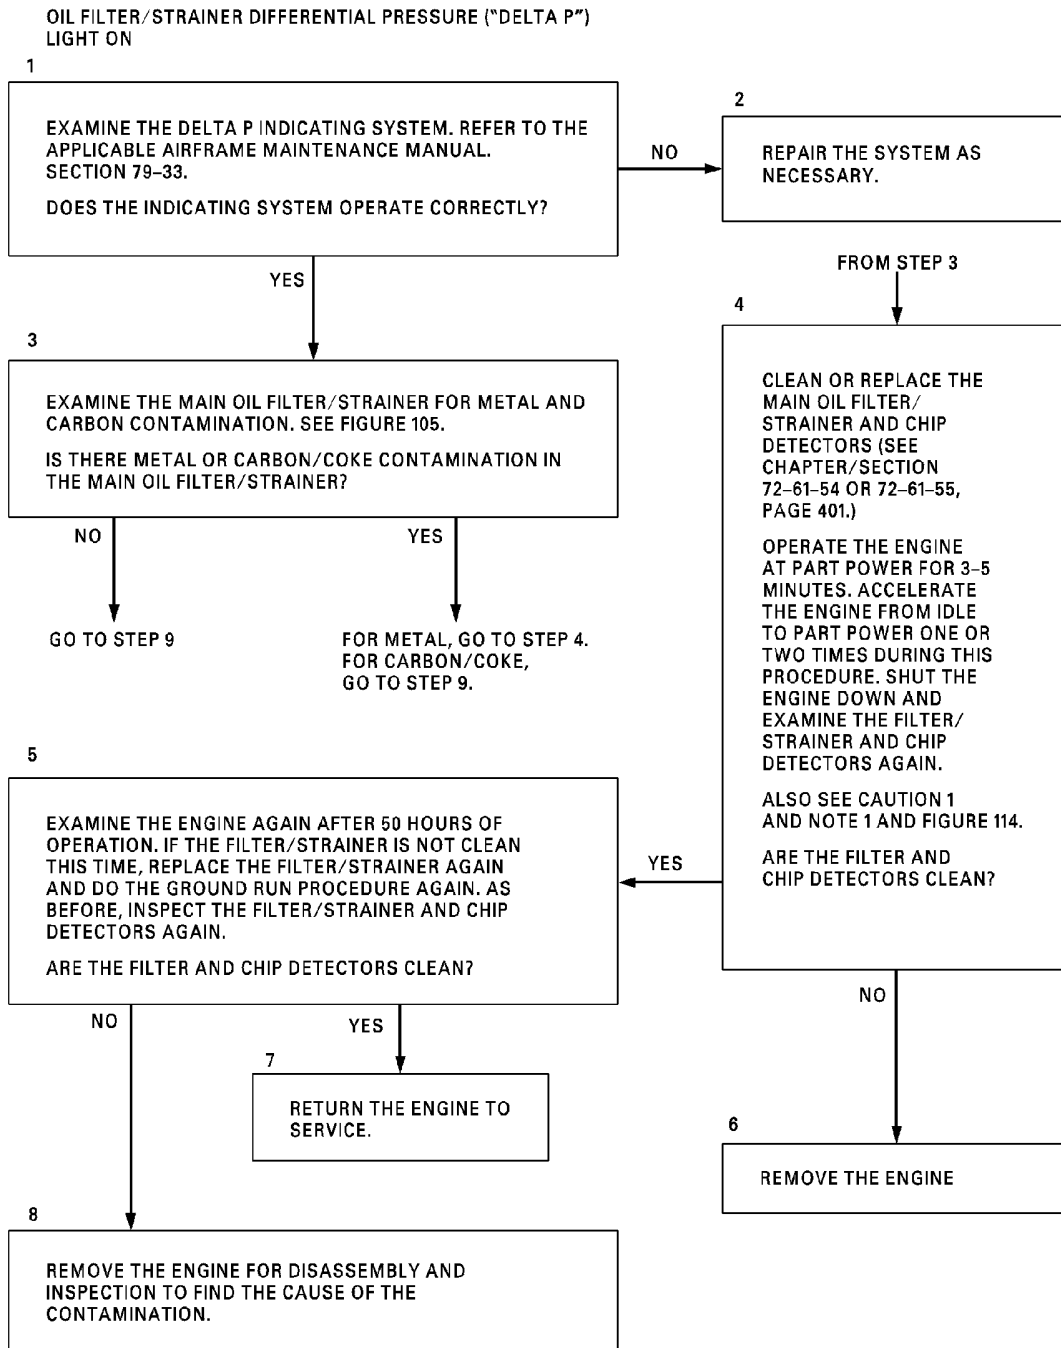 OIL FILTER/STRAINER DIFFERENTIAL PRESSURE ("DELTA P")
LIGHT ON
1
EXAMINE THE DELTA P INDICATING SYSTEM. REFER TO THE
APPLICABLE AIRFRAME MAINTENANCE MANUAL.
SECTION 79–33.
DOES THE INDICATING SYSTEM OPERATE CORRECTLY?
NO
2
REPAIR THE SYSTEM AS
NECESSARY.
YES
3
EXAMINE THE MAIN OIL FILTER/STRAINER FOR METAL AND
CARBON CONTAMINATION. SEE FIGURE 105.
IS THERE METAL OR CARBON/COKE CONTAMINATION IN
THE MAIN OIL FILTER/STRAINER?
NO
YES
GO TO STEP 9
FOR METAL, GO TO STEP 4.
FOR CARBON/COKE,
GO TO STEP 9.
FROM STEP 3
4
CLEAN OR REPLACE THE
MAIN OIL FILTER/
STRAINER AND CHIP
DETECTORS (SEE
CHAPTER/SECTION
72–61–54 OR 72–61–55,
PAGE 401.)
OPERATE THE ENGINE
AT PART POWER FOR 3–5
MINUTES. ACCELERATE
THE ENGINE FROM IDLE
TO PART POWER ONE OR
TWO TIMES DURING THIS
PROCEDURE. SHUT THE
ENGINE DOWN AND
EXAMINE THE FILTER/
STRAINER AND CHIP
DETECTORS AGAIN.
ALSO SEE CAUTION 1
AND NOTE 1 AND FIGURE 114.
ARE THE FILTER AND
CHIP DETECTORS CLEAN?
YES
NO
5
EXAMINE THE ENGINE AGAIN AFTER 50 HOURS OF
OPERATION. IF THE FILTER/STRAINER IS NOT CLEAN
THIS TIME, REPLACE THE FILTER/STRAINER AGAIN
AND DO THE GROUND RUN PROCEDURE AGAIN. AS
BEFORE, INSPECT THE FILTER/STRAINER AND CHIP
DETECTORS AGAIN.
ARE THE FILTER AND CHIP DETECTORS CLEAN?
NO
YES
7
RETURN THE ENGINE TO
SERVICE.
6
REMOVE THE ENGINE
8
REMOVE THE ENGINE FOR DISASSEMBLY AND
INSPECTION TO FIND THE CAUSE OF THE
CONTAMINATION.